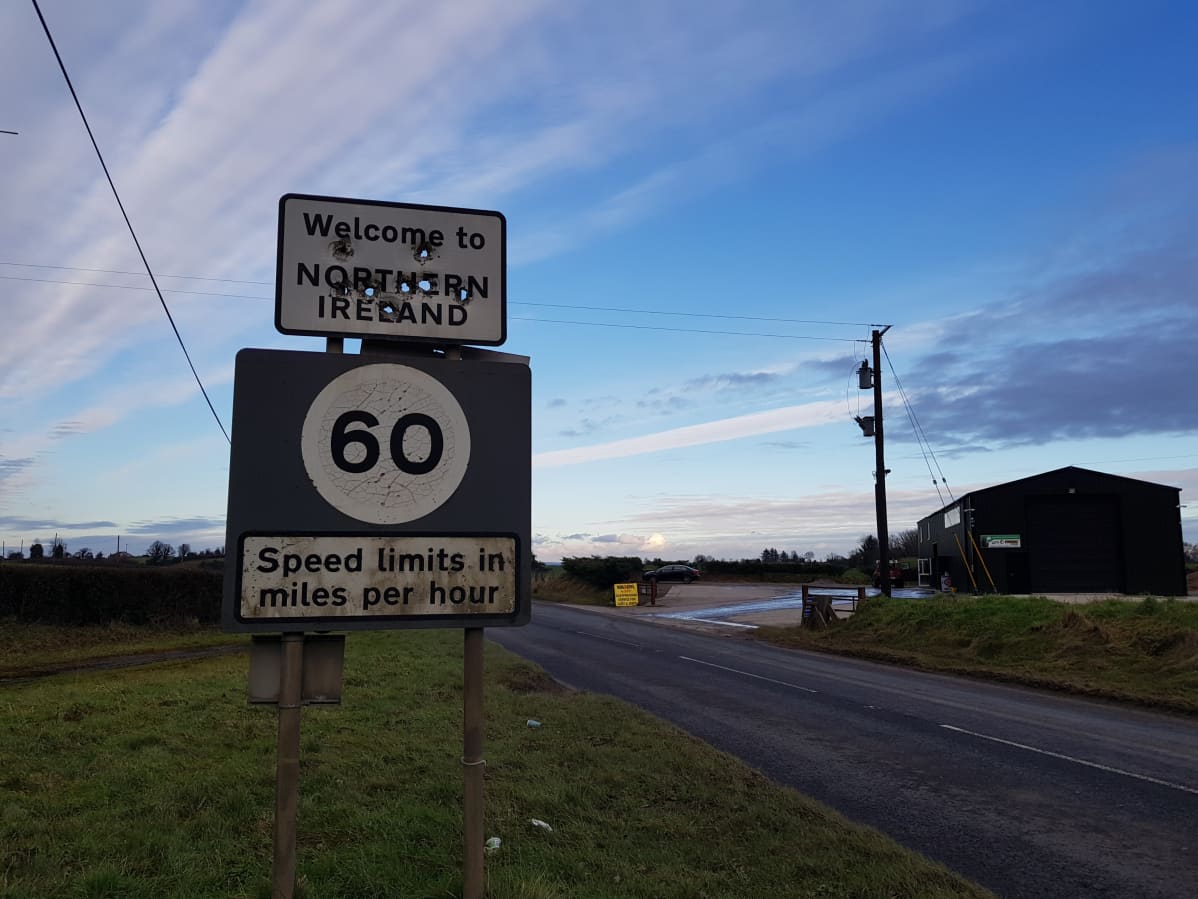 Welcome to
NORTHERN
IRELAND
60
Speed limits in
miles per hour